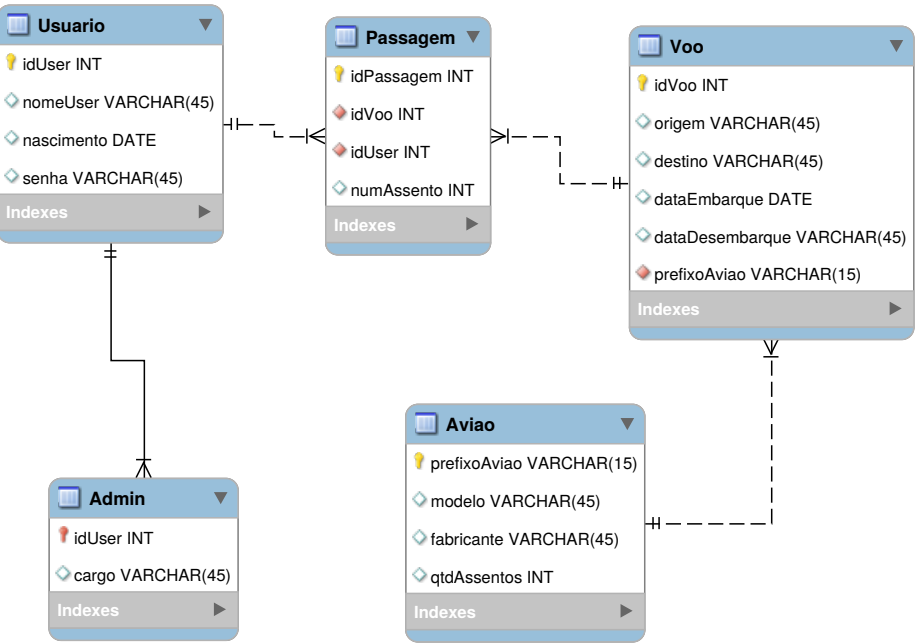 Usuario
idUser INT
nomeUser VARCHAR(45)
nascimento DATE
senha VARCHAR(45)
Indexes
Passagem
idPassagem INT
idVoo INT
idUser INT
numAssento INT
Indexes
Voo
idVoo INT
origem VARCHAR(45)
destino VARCHAR(45)
dataEmbarque DATE
dataDesembarque VARCHAR(45)
prefixoAviao VARCHAR(15)
Indexes
Admin
idUser INT
cargo VARCHAR(45)
Indexes
Aviao
prefixoAviao VARCHAR(15)
modelo VARCHAR(45)
fabricante VARCHAR(45)
qtdAssentos INT
Indexes